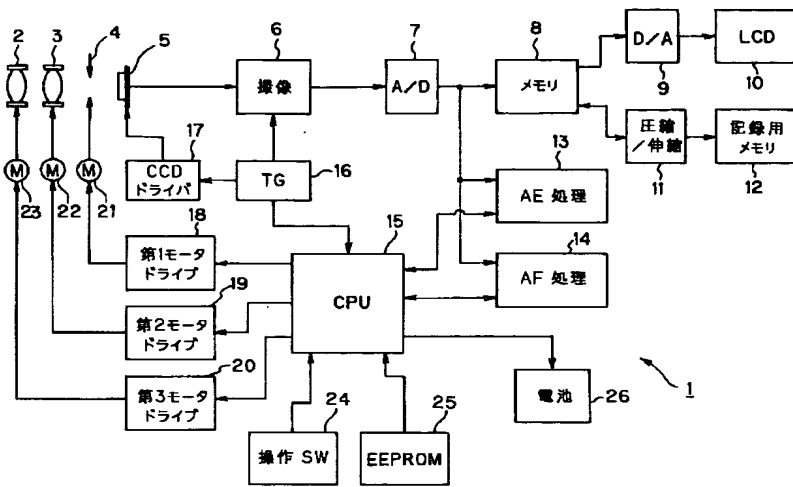 2
3
4
5
6
撮像
7
A/D
8
メモリ
D/A
9
LCD
10
圧縮
/伸縮
11
記録用
メモリ
12
M
23
M
22
M
21
17
CCD
ドライバ
TG
16
13
AE 処理
18
第1モータ
ドライブ
15
CPU
14
AF 処理
19
第2モータ
ドライブ
20
第3モータ
ドライブ
24
操作 SW
25
EEPROM
電池
26
1